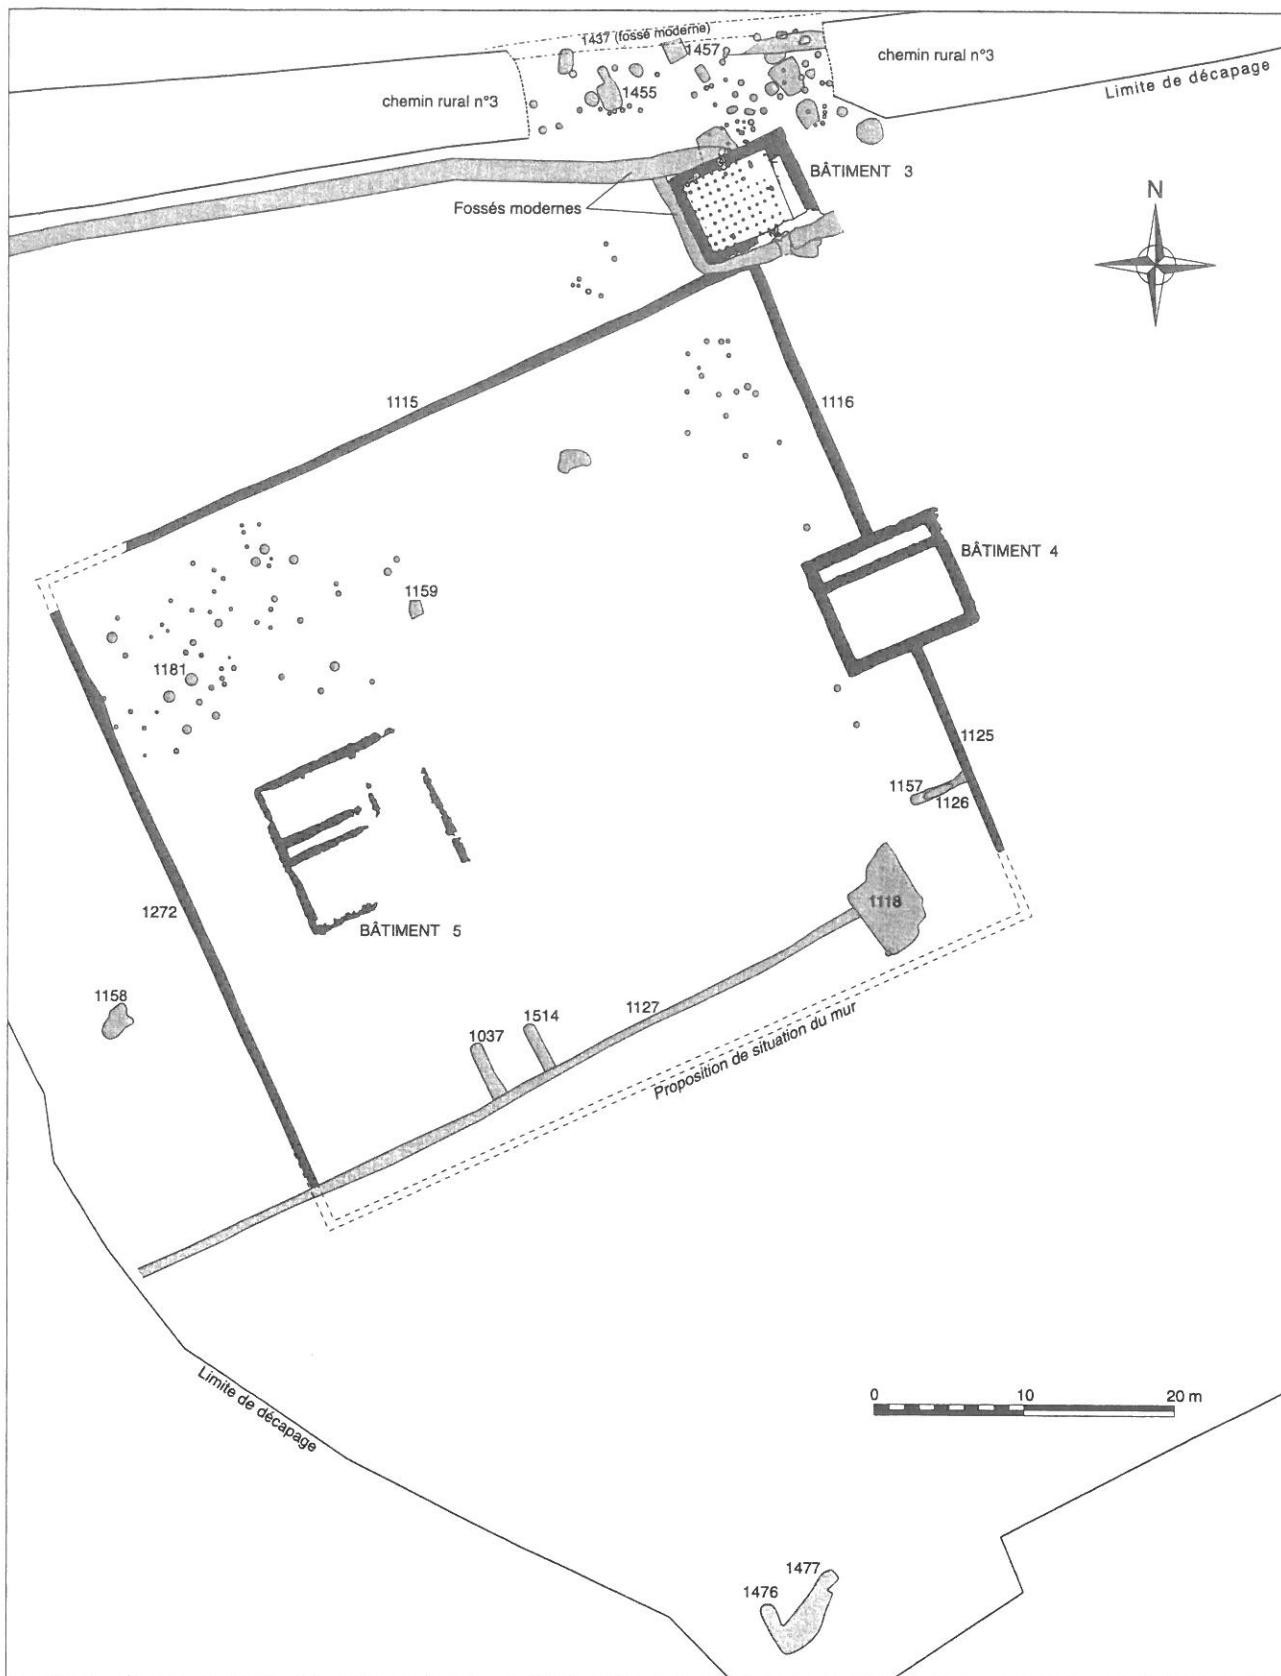 1437 (fossé moderne)
1457
chemin rural n°3
Limite de décapage
chemin rural n°3
1455
BÂTIMENT 3
Fossés modernes
N
1115
1116
BÂTIMENT 4
1159
1181
1125
1157
1126
1272
BÂTIMENT 5
1118
1158
1127
1514
1037
Proposition de situation du mur
Limite de décapage
0 10 20 m
1477
1476